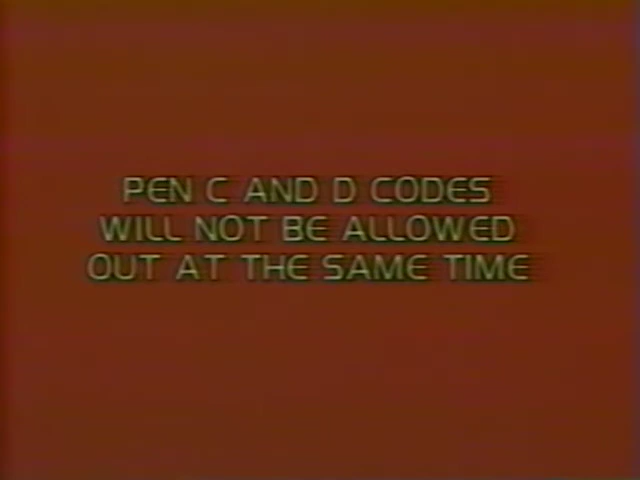 PEN C AND D CODES
WILL NOT BE ALLOWED
OUT AT THE SAME TIME